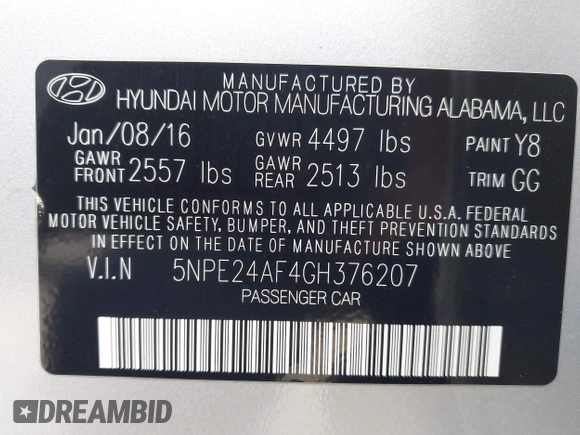 MANUFACTURED BY
HYUNDAI MOTOR MANUFACTURING ALABAMA, LLC
Jan/08/16 GVWR 4497 lbs PAINT Y8
GAWR FRONT 2557 lbs GAWR REAR 2513 lbs TRIM GG
THIS VEHICLE CONFORMS TO ALL APPLICABLE U.S.A. FEDERAL
MOTOR VEHICLE SAFETY, BUMPER, AND THEFT PREVENTION STANDARDS
IN EFFECT ON THE DATE OF MANUFACTURE SHOWN ABOVE.
V.I.N 5NPE24AF4GH376207
PASSENGER CAR
DREAMBID